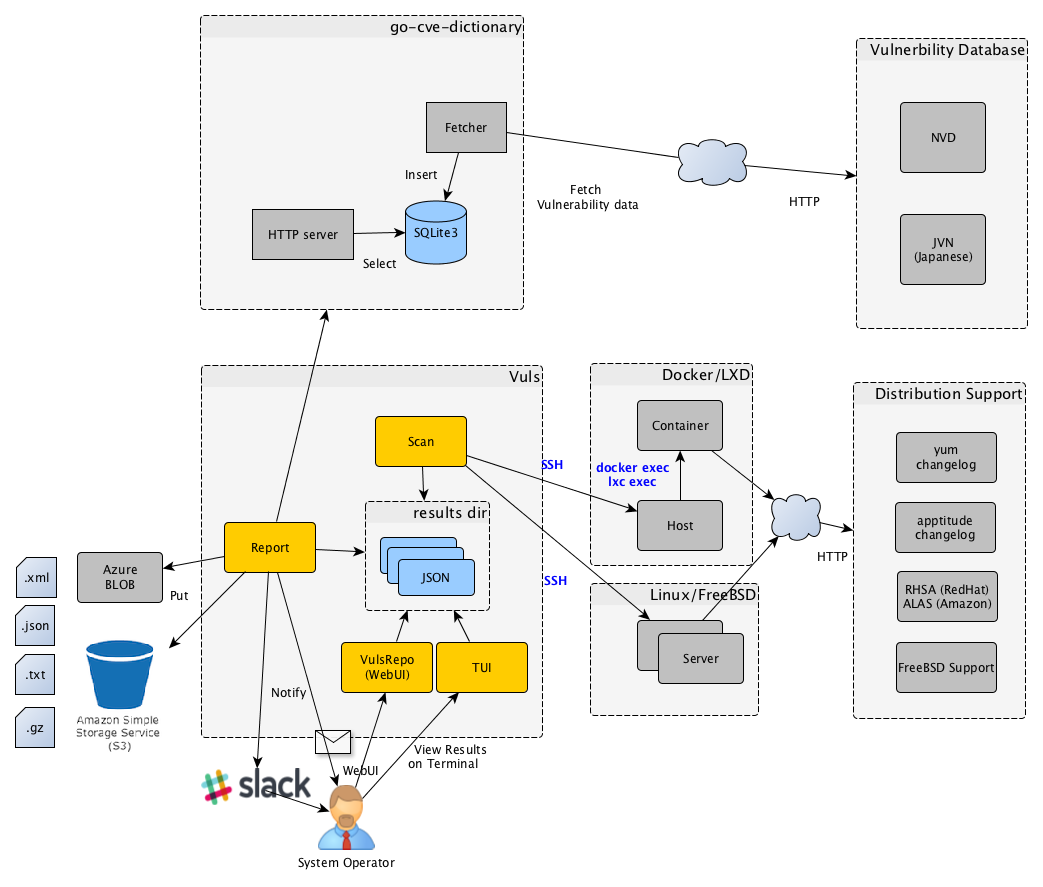 go-cve-dictionary
Vulnerbility Database
Fetcher
NVD
Insert
Fetch
Vulnerability data
HTTP
HTTP server
SQLite3
Select
JVN
(Japanese)
Vuls
Docker/LXD
Distribution Support
Scan
Container
yum
changelog
SSH
docker exec
lxc exec
results dir
Host
apptitude
changelog
Report
HTTP
Azure
BLOB
JSON
SSH
.xml
Put
Linux/FreeBSD
RHSA (RedHat)
ALAS (Amazon)
.json
VulsRepo
(WebUI)
TUI
Server
FreeBSD Support
.txt
Notify
.gz
Amazon Simple
Storage Service
(S3)
View Results
on Terminal
WebUI
slack
System Operator